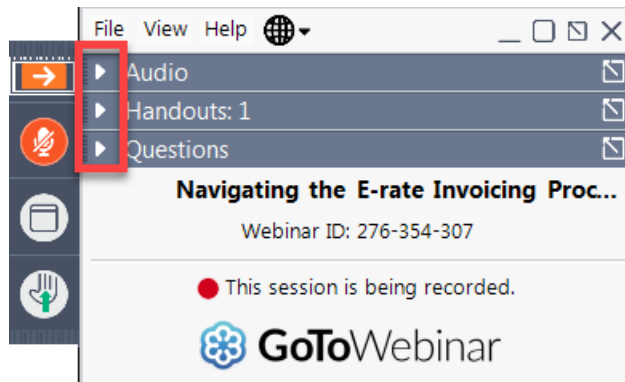 File View Help
Audio
Handouts: 1
Questions
Navigating the E-rate Invoicing Proc...
Webinar ID: 276-354-307
This session is being recorded.
GoToWebinar